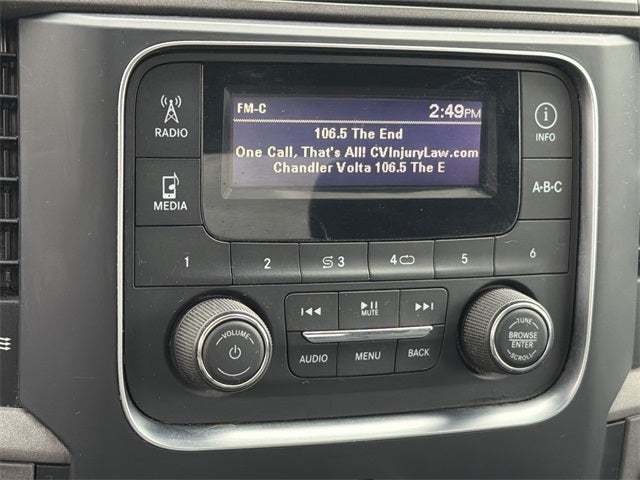 RADIO
MEDIA
FM-C 2:49PM
106.5 The End
One Call, That's All! CVInjuryLaw.com
Chandler Volta 106.5 The E
i
INFO
A-B-C
1 2 3 4 5 6
MUTE
AUDIO MENU BACK
VOLUME
TUNE
BROWSE
ENTER
SCROLL